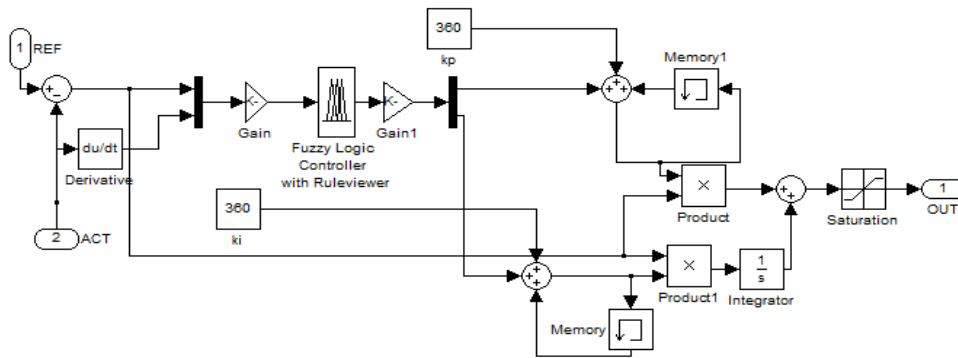 1
REF
360
kp
Memory1
K-
Gain
K-
Gain1
Fuzzy Logic
Controller
with Ruleviewer
du/dt
Derivative
2
ACT
360
ki
×
Product
Saturation
1
OUT
×
Product1
1
s
Integrator
Memory